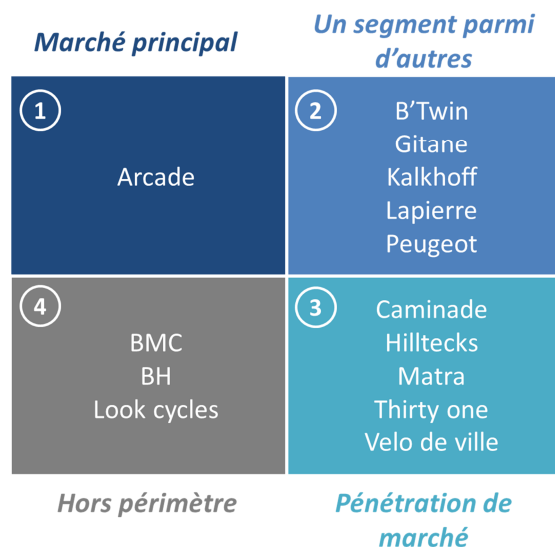 Marché principal
Un segment parmi
d'autres
1
Arcade
2
B'Twin
Gitane
Kalkhoff
Lapierre
Peugeot
4
BMC
BH
Look cycles
3
Caminade
Hilltecks
Matra
Thirty one
Velo de ville
Hors périmètre
Pénétration de
marché